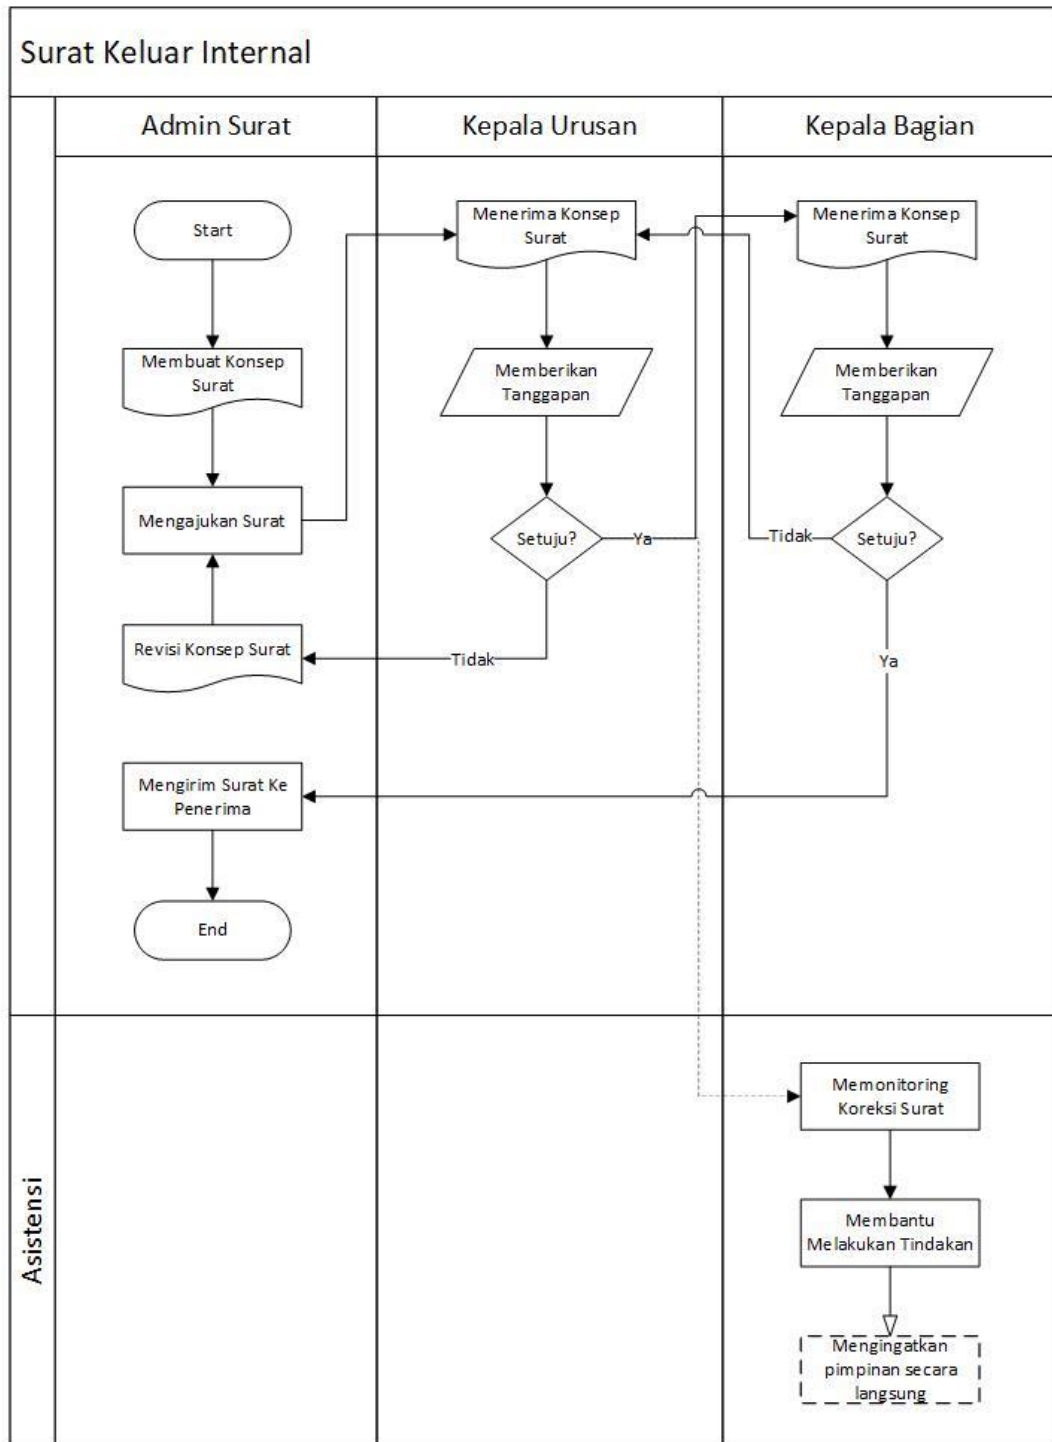 Surat Keluar Internal
Admin Surat
Kepala Urusan
Kepala Bagian
Start
Membuat Konsep
Surat
Mengajukan Surat
Revisi Konsep Surat
Mengirim Surat Ke
Penerima
End
Menerima Konsep
Surat
Memberikan
Tanggapan
Setuju?
Ya
Tidak
Menerima Konsep
Surat
Memberikan
Tanggapan
Setuju?
Tidak
Ya
Asistensi
Memonitoring
Koreksi Surat
Membantu
Melakukan Tindakan
Mengingatkan
pimpinan secara
langsung